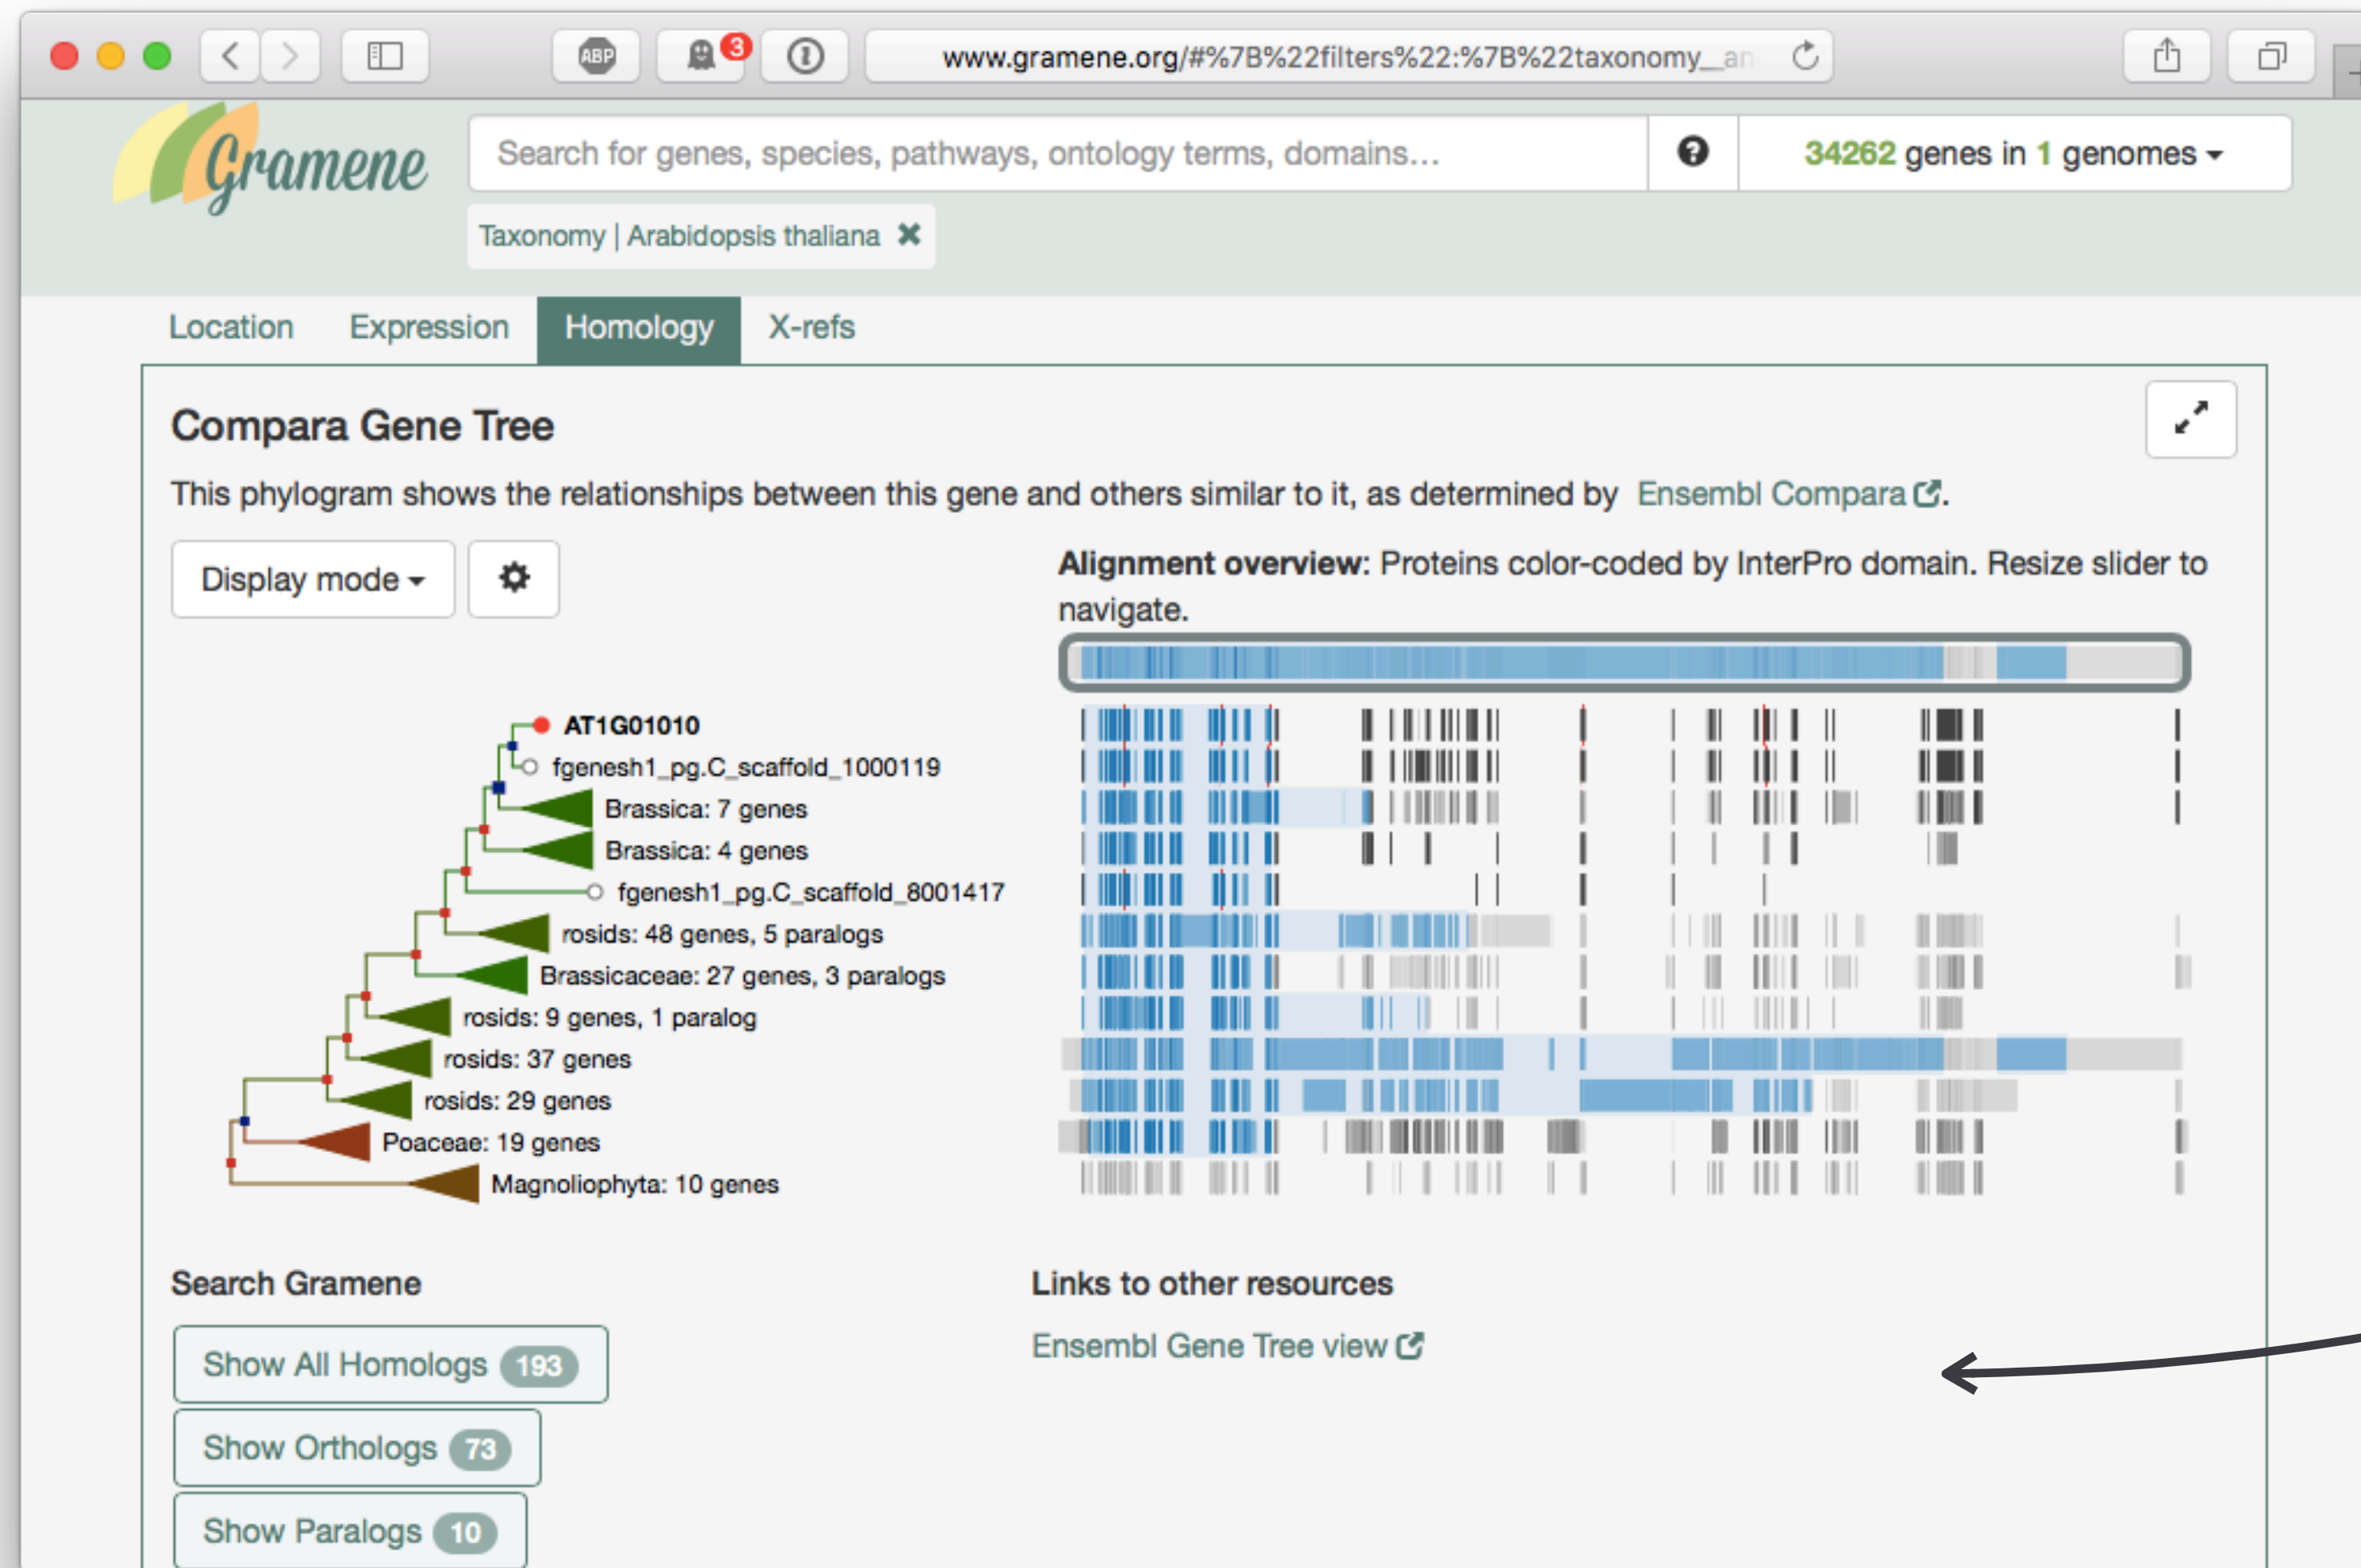 ABP
3
www.gramene.org/#%7B%22filters%22:%7B%22taxonomy__an
Gramene
Search for genes, species, pathways, ontology terms, domains...
34262 genes in 1 genomes
Taxonomy | Arabidopsis thaliana
Location Expression Homology X-refs
Compara Gene Tree
This phylogram shows the relationships between this gene and others similar to it, as determined by Ensembl Compara.
Display mode
Alignment overview: Proteins color-coded by InterPro domain. Resize slider to
navigate.
AT1G01010
fgenesh1_pg.C_scaffold_1000119
Brassica: 7 genes
Brassica: 4 genes
fgenesh1_pg.C_scaffold_8001417
rosids: 48 genes, 5 paralogs
Brassicaceae: 27 genes, 3 paralogs
rosids: 9 genes, 1 paralog
rosids: 37 genes
rosids: 29 genes
Poaceae: 19 genes
Magnoliophyta: 10 genes
Search Gramene
Links to other resources
Show All Homologs 193
Ensembl Gene Tree view
Show Orthologs 73
Show Paralogs 10